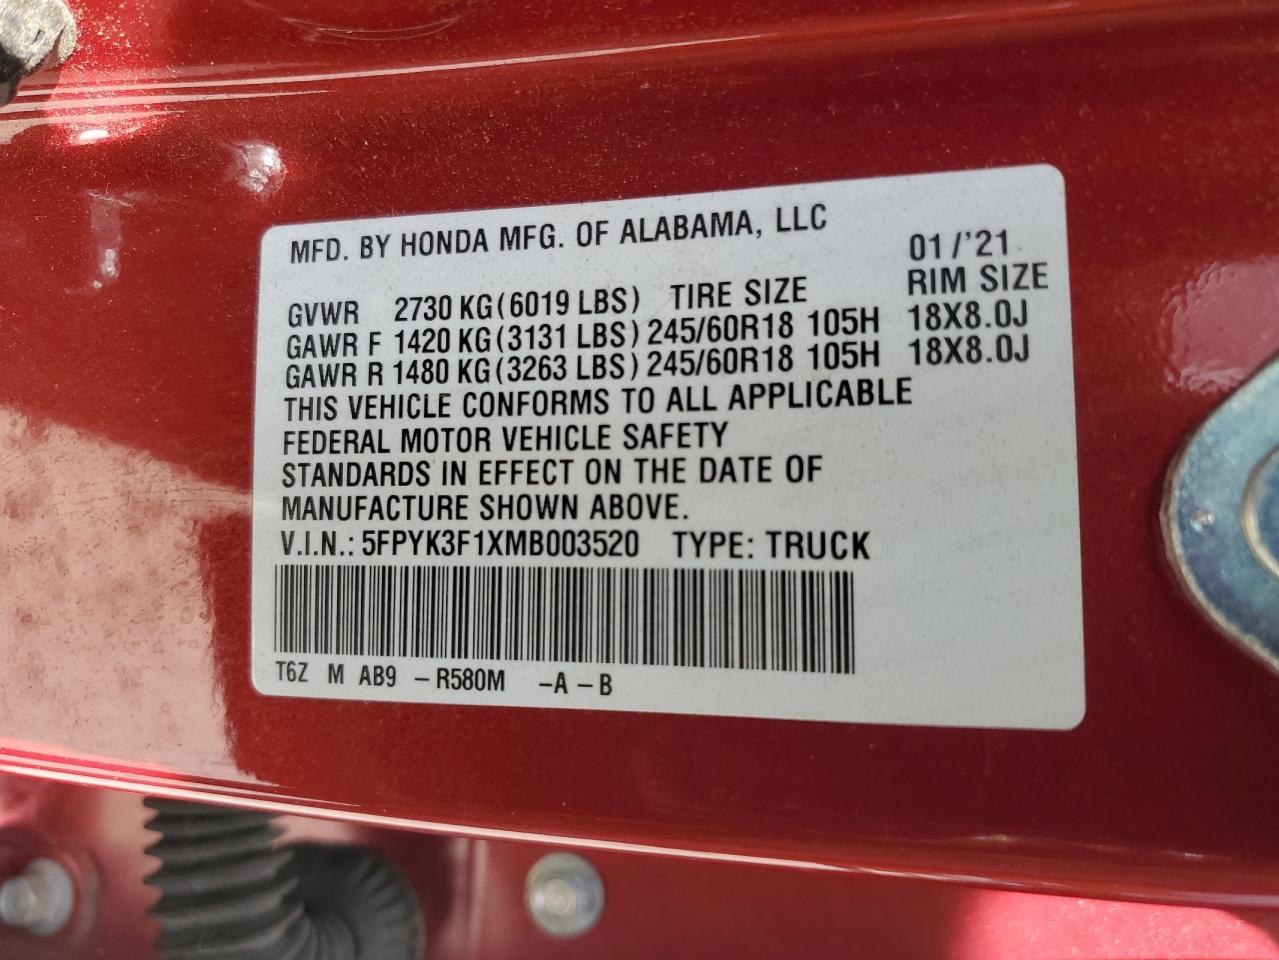 MFD. BY HONDA MFG. OF ALABAMA, LLC 01/'21
GVWR 2730 KG(6019 LBS) TIRE SIZE RIM SIZE
GAWR F 1420 KG(3131 LBS) 245/60R18 105H 18X8.0J
GAWR R 1480 KG(3263 LBS) 245/60R18 105H 18X8.0J
THIS VEHICLE CONFORMS TO ALL APPLICABLE
FEDERAL MOTOR VEHICLE SAFETY
STANDARDS IN EFFECT ON THE DATE OF
MANUFACTURE SHOWN ABOVE.
V.I.N.: 5FPYK3F1XMB003520 TYPE: TRUCK
T6Z M AB9 -R580M -A -B